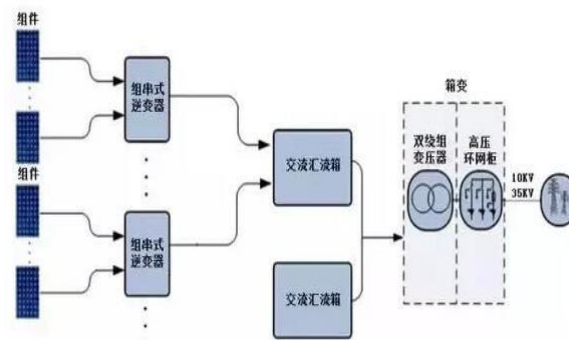 组件
组串式
逆变器
组件
组串式
逆变器
交流汇流箱
交流汇流箱
箱变
双绕组
变压器
高压
环网柜
10KV
35KV